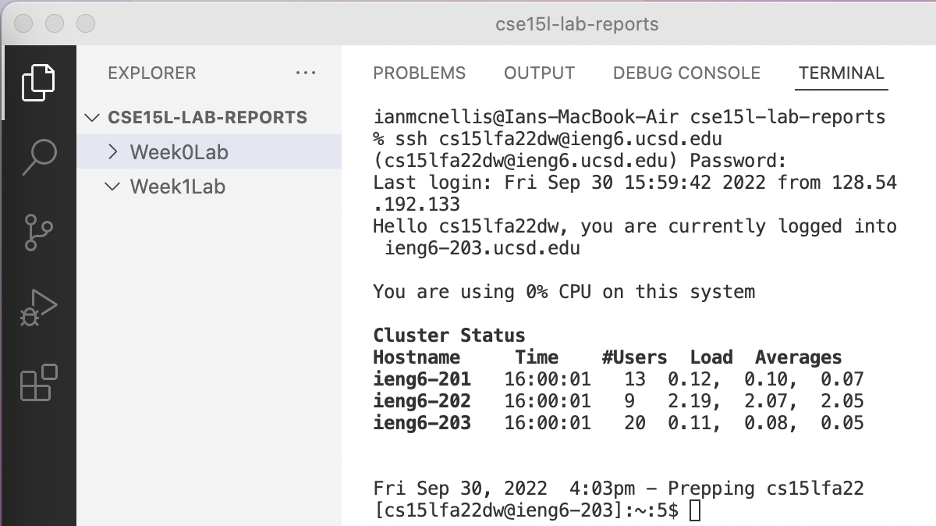 cse15l-lab-reports
EXPLORER ...
CSE15L-LAB-REPORTS
Week0Lab
Week1Lab
PROBLEMS OUTPUT DEBUG CONSOLE TERMINAL
ianmcnellis@Ians-MacBook-Air cse15l-lab-reports
% ssh cs15lfa22dw@ieng6.ucsd.edu
(cs15lfa22dw@ieng6.ucsd.edu) Password:
Last login: Fri Sep 30 15:59:42 2022 from 128.54
.192.133
Hello cs15lfa22dw, you are currently logged into
ieng6-203.ucsd.edu
You are using 0% CPU on this system
Cluster Status
Hostname Time #Users Load Averages
ieng6-201 16:00:01 13 0.12, 0.10, 0.07
ieng6-202 16:00:01 9 2.19, 2.07, 2.05
ieng6-203 16:00:01 20 0.11, 0.08, 0.05
Fri Sep 30, 2022 4:03pm - Prepping cs15lfa22
[cs15lfa22dw@ieng6-203]:~:5$